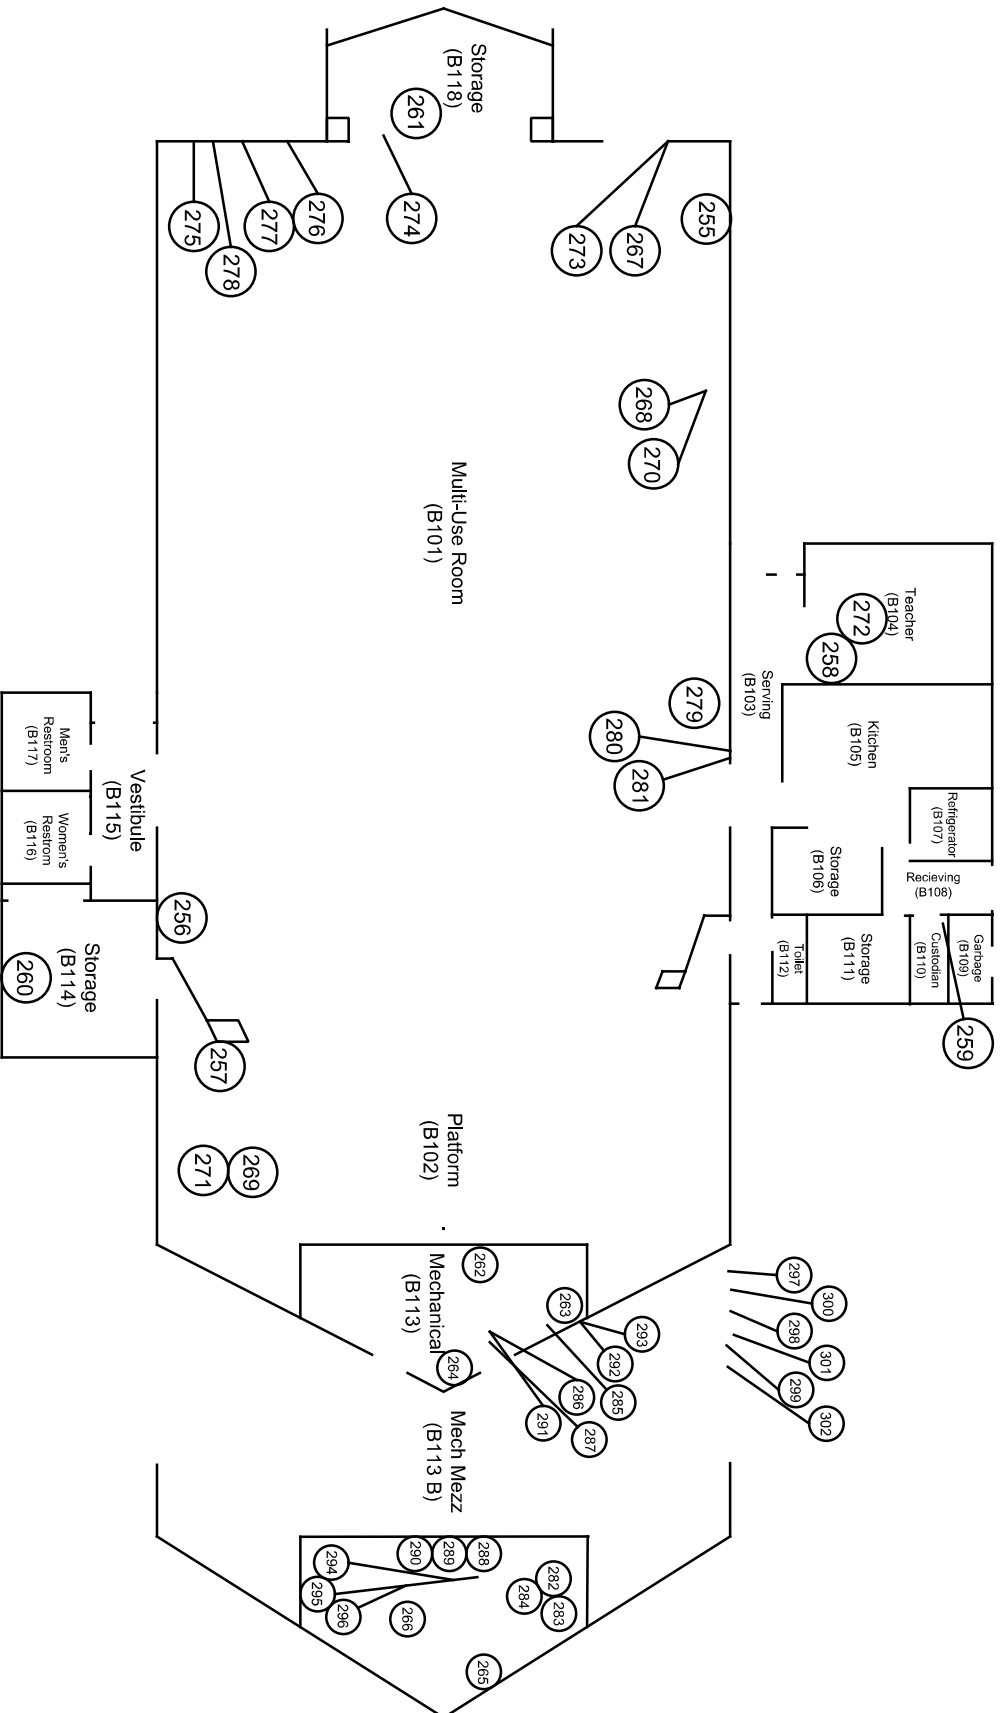 Storage
(B118)
261
274
275
278
277
276
273
267
255
268
270
Multi-Use Room
(B101)
Teacher
(B104)
272
258
Serving
(B103)
279
280
281
Kitchen
(B105)
Refrigerator
(B107)
Recieving
(B108)
Storage
(B106)
Garbage
(B109)
Custodian
(B110)
Storage
(B111)
Toilet
(B112)
259
Men's
Restroom
(B117)
Women's
Restrom
(B116)
Vestibule
(B115)
256
Storage
(B114)
260
257
Platform
(B102)
271
269
Mechanical
(B113)
262
263
264
293
292
285
286
287
291
297
300
298
301
299
302
Mech Mezz
(B113 B)
290
289
288
294
295
296
266
282
283
284
265